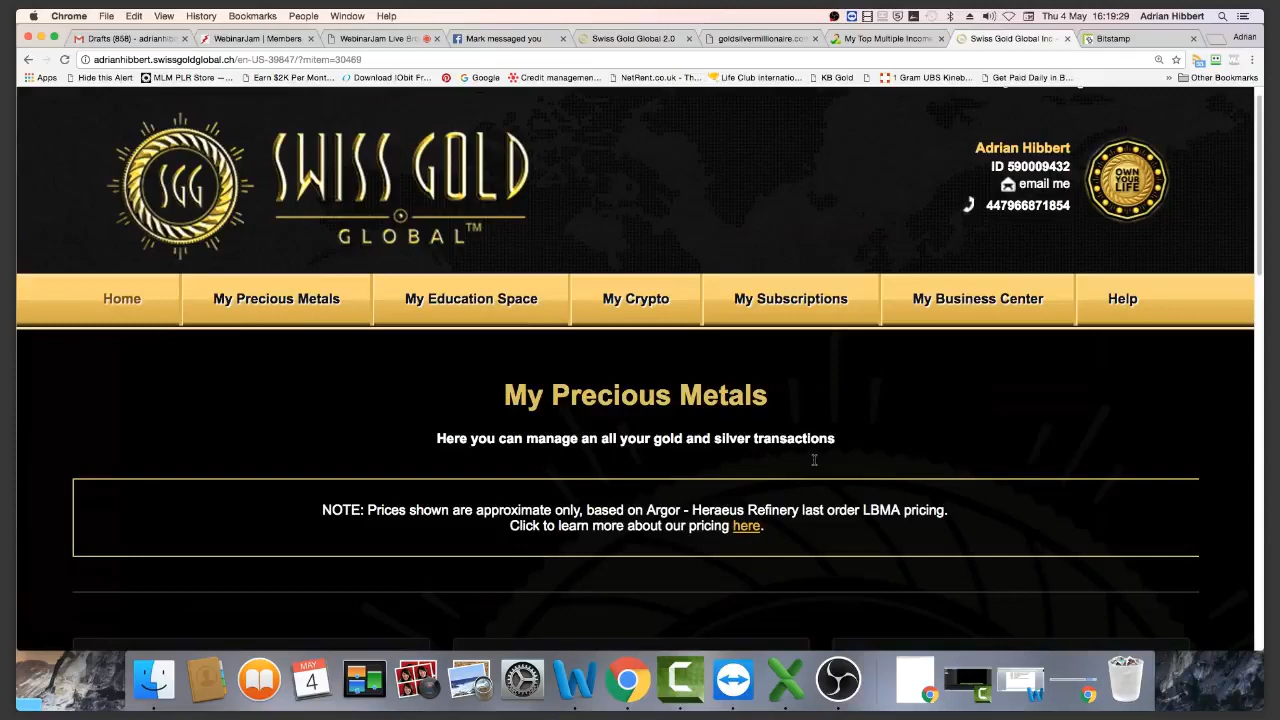 Chrome File Edit View History Bookmarks People Window Help Thu 4 May 16:19:29 Adrian Hibbert
Drafts (858) - adrianhib WebinarJam | Members WebinarJam Live Bro Mark messaged you Swiss Gold Global 2.0 goldsilvermillionaire.com My Top Multiple Income Swiss Gold Global Inc - Bitstamp Adrian
adrianhibbert.swissgoldglobal.ch/en-US-39847/?mitem=30469
Apps Hide this Alert MLM PLR Store — ... Earn $2K Per Mont... Download IObit Fr... Google Credit managemen... NetRent.co.uk - Th... Life Club internatio... KB Gold 1 Gram UBS Kineb... Get Paid Daily in B... » Other Bookmarks
SGG
SWISS GOLD
GLOBAL™
Adrian Hibbert
ID 590009432
email me
447966871854
OWN
YOUR
LIFE
Home My Precious Metals My Education Space My Crypto My Subscriptions My Business Center Help
My Precious Metals
Here you can manage an all your gold and silver transactions
NOTE: Prices shown are approximate only, based on Argor - Heraeus Refinery last order LBMA pricing.
Click to learn more about our pricing here.
MAY
4